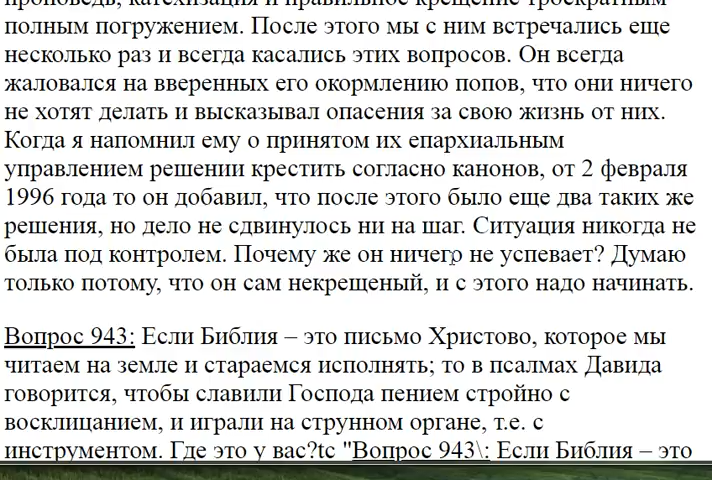 проповедь, катехизация и правильное крещение троекратным
полным погружением. После этого мы с ним встречались еще
несколько раз и всегда касались этих вопросов. Он всегда
жаловался на вверенных его окормлению попов, что они ничего
не хотят делать и высказывал опасения за свою жизнь от них.
Когда я напомнил ему о принятом их епархиальным
управлением решении крестить согласно канонов, от 2 февраля
1996 года то он добавил, что после этого было еще два таких же
решения, но дело не сдвинулось ни на шаг. Ситуация никогда не
была под контролем. Почему же он ничего не успевает? Думаю
только потому, что он сам некрещеный, и с этого надо начинать.
Вопрос 943: Если Библия – это письмо Христово, которое мы
читаем на земле и стараемся исполнять; то в псалмах Давида
говорится, чтобы славили Господа пением стройно с
восклицанием, и играли на струнном органе, т.е. с
инструментом. Где это у вас?tc "Вопрос 943\: Если Библия – это